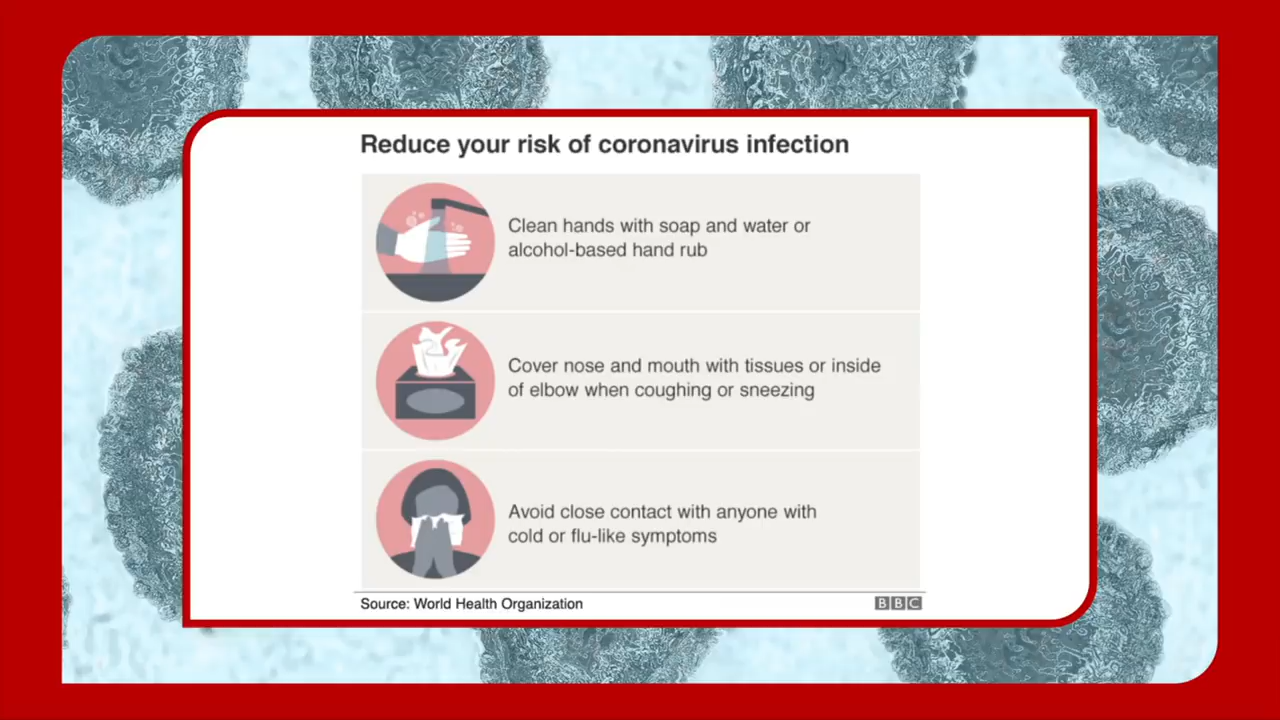 Reduce your risk of coronavirus infection
Clean hands with soap and water or
alcohol-based hand rub
Cover nose and mouth with tissues or inside
of elbow when coughing or sneezing
Avoid close contact with anyone with
cold or flu-like symptoms
Source: World Health Organization
BBC